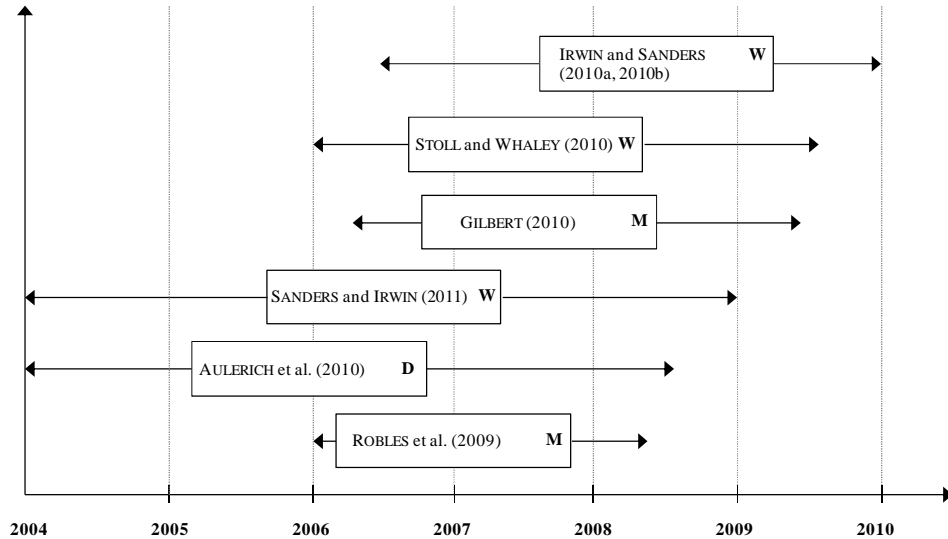 IRWIN and SANDERS W
(2010a, 2010b)
STOLL and WHALEY (2010) W
GILBERT (2010) M
SANDERS and IRWIN (2011) W
AULERICH et al. (2010) D
ROBLES et al. (2009) M
2004 2005 2006 2007 2008 2009 2010